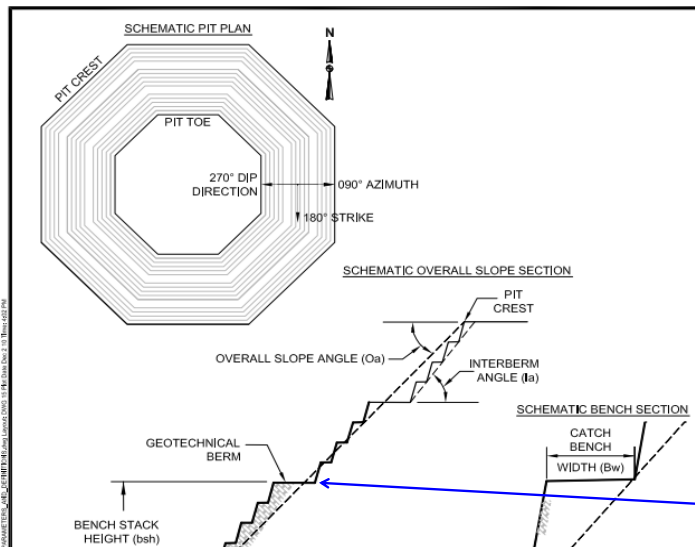 SCHEMATIC PIT PLAN
N
PIT CREST
PIT TOE
270° DIP
DIRECTION
090° AZIMUTH
180° STRIKE
SCHEMATIC OVERALL SLOPE SECTION
PIT
CREST
OVERALL SLOPE ANGLE (Oa)
INTERBERM
ANGLE (Ia)
SCHEMATIC BENCH SECTION
GEOTECHNICAL
BERM
CATCH
BENCH
WIDTH (Bw)
BENCH STACK
HEIGHT (bsh)